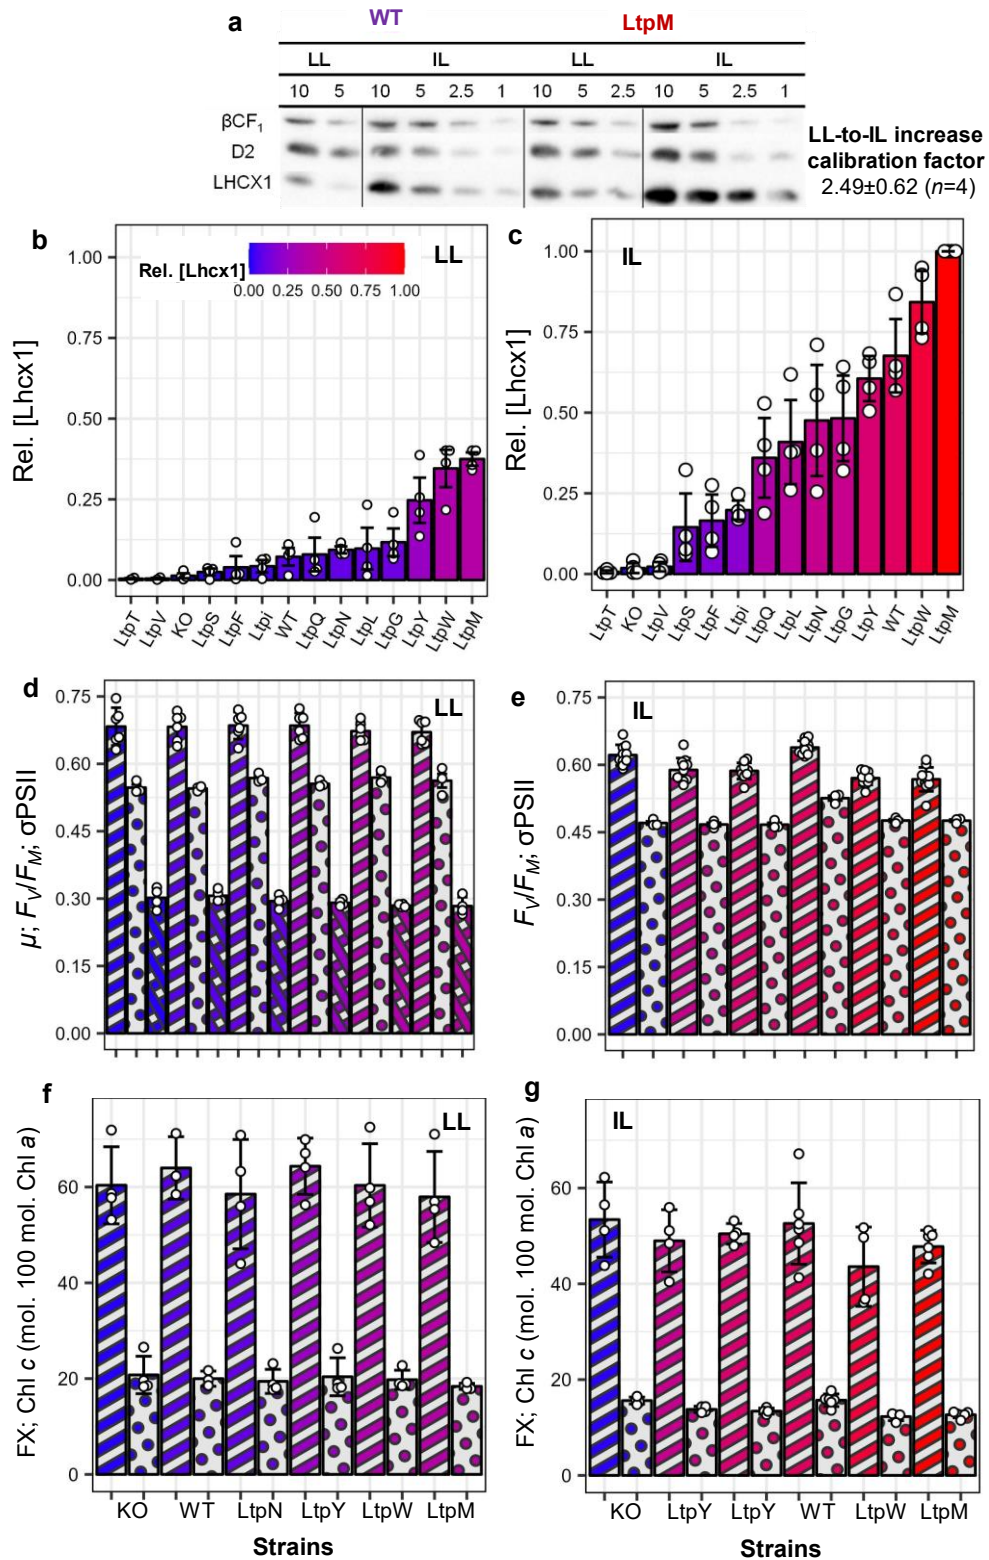 a
WT
LtpM
LL IL LL IL
10 5 10 5 2.5 1 10 5 2.5 10 5 2.5 1
βCF1
D2
LHCX1
LL-to-IL increase
calibration factor
2.49±0.62 (n=4)
b
LL
Rel. [Lhcx1]
0.00 0.25 0.50 0.75 1.00
Rel. [Lhcx1]
1.00
0.75
0.50
0.25
0.00
LtpT LtpV KO LtpS LtpF Ltpi WT LtpQ LtpN LtpL LtpG LtpY LtpW LtpM
c
IL
Rel. [Lhcx1]
1.00
0.75
0.50
0.25
0.00
LtpT KO LtpV LtpS LtpF Ltpi LtpQ LtpL LtpN LtpG LtpY WT LtpW LtpM
d
LL
μ; FV/FM; σPSII
0.75
0.60
0.45
0.30
0.15
0.00
e
IL
FV/FM; σPSII
0.75
0.60
0.45
0.30
0.15
0.00
f
LL
FX; Chl c (mol. 100 mol. Chl a)
60
40
20
0
KO WT LtpN LtpY LtpW LtpM
Strains
g
IL
FX; Chl c (mol. 100 mol. Chl a)
60
40
20
0
KO LtpY LtpY WT LtpW LtpM
Strains